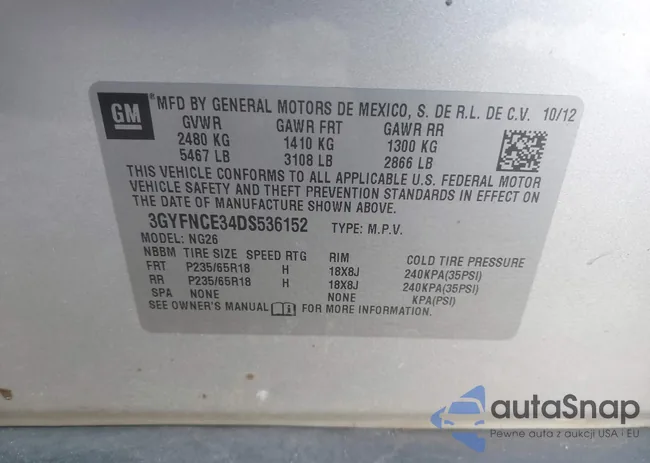 GM
*MFD BY GENERAL MOTORS DE MEXICO, S. DE R.L. DE C.V. 10/12
GVWR GAWR FRT GAWR RR
2480 KG 1410 KG 1300 KG
5467 LB 3108 LB 2866 LB
THIS VEHICLE CONFORMS TO ALL APPLICABLE U.S. FEDERAL MOTOR
VEHICLE SAFETY AND THEFT PREVENTION STANDARDS IN EFFECT ON
THE DATE OF MANUFACTURE SHOWN ABOVE.
3GYFNCE34DS536152 TYPE: M.P.V.
MODEL: NG26
NBBM TIRE SIZE SPEED RTG RIM COLD TIRE PRESSURE
FRT P235/65R18 H 18X8J 240KPA(35PSI)
RR P235/65R18 H 18X8J 240KPA(35PSI)
SPA NONE NONE KPA(PSI)
SEE OWNER'S MANUAL FOR MORE INFORMATION.
autaSnap
Pewne auta z aukcji USA i EU